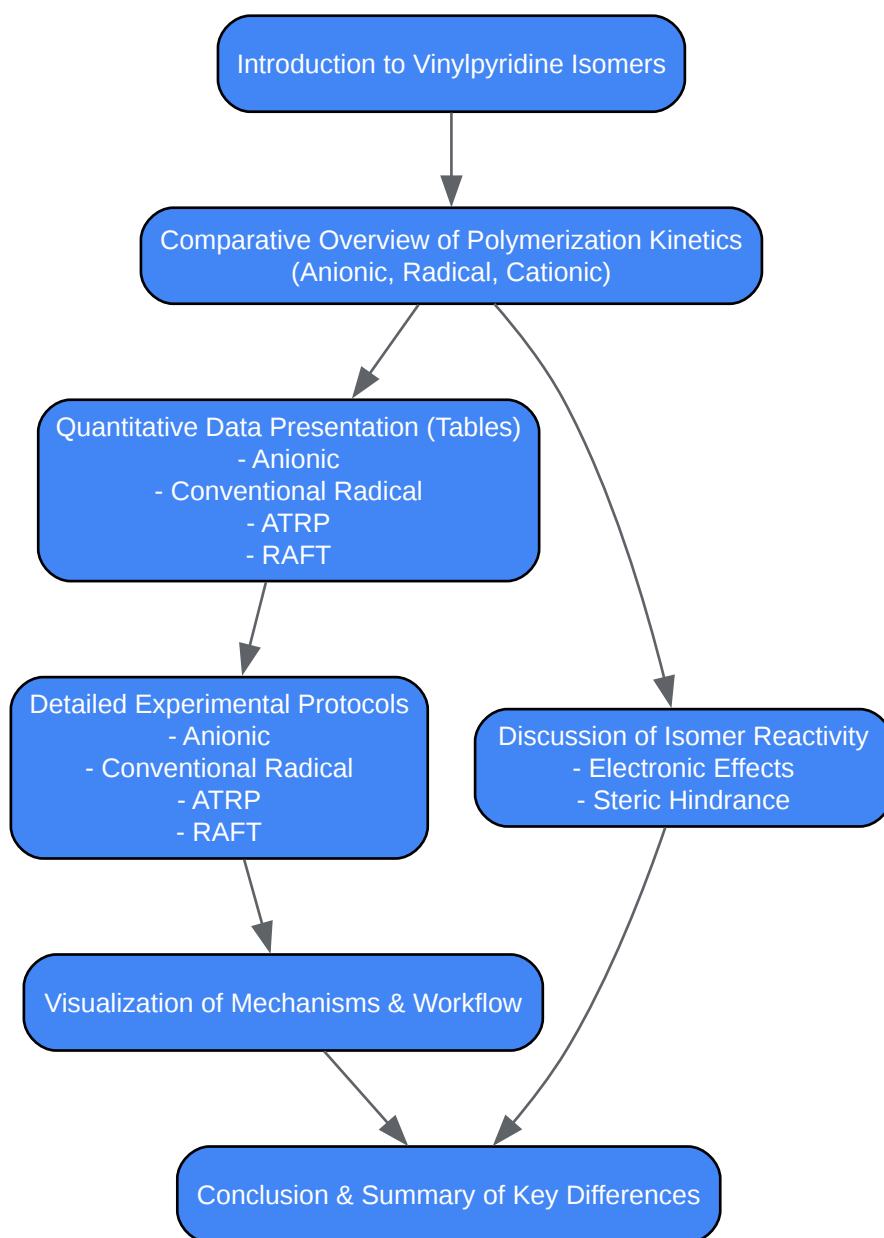 Introduction to Vinylpyridine Isomers
Comparative Overview of Polymerization Kinetics
(Anionic, Radical, Cationic)
Quantitative Data Presentation (Tables)
- Anionic
- Conventional Radical
- ATRP
- RAFT
Detailed Experimental Protocols
- Anionic
- Conventional Radical
- ATRP
- RAFT
Discussion of Isomer Reactivity
- Electronic Effects
- Steric Hindrance
Visualization of Mechanisms & Workflow
Conclusion & Summary of Key Differences